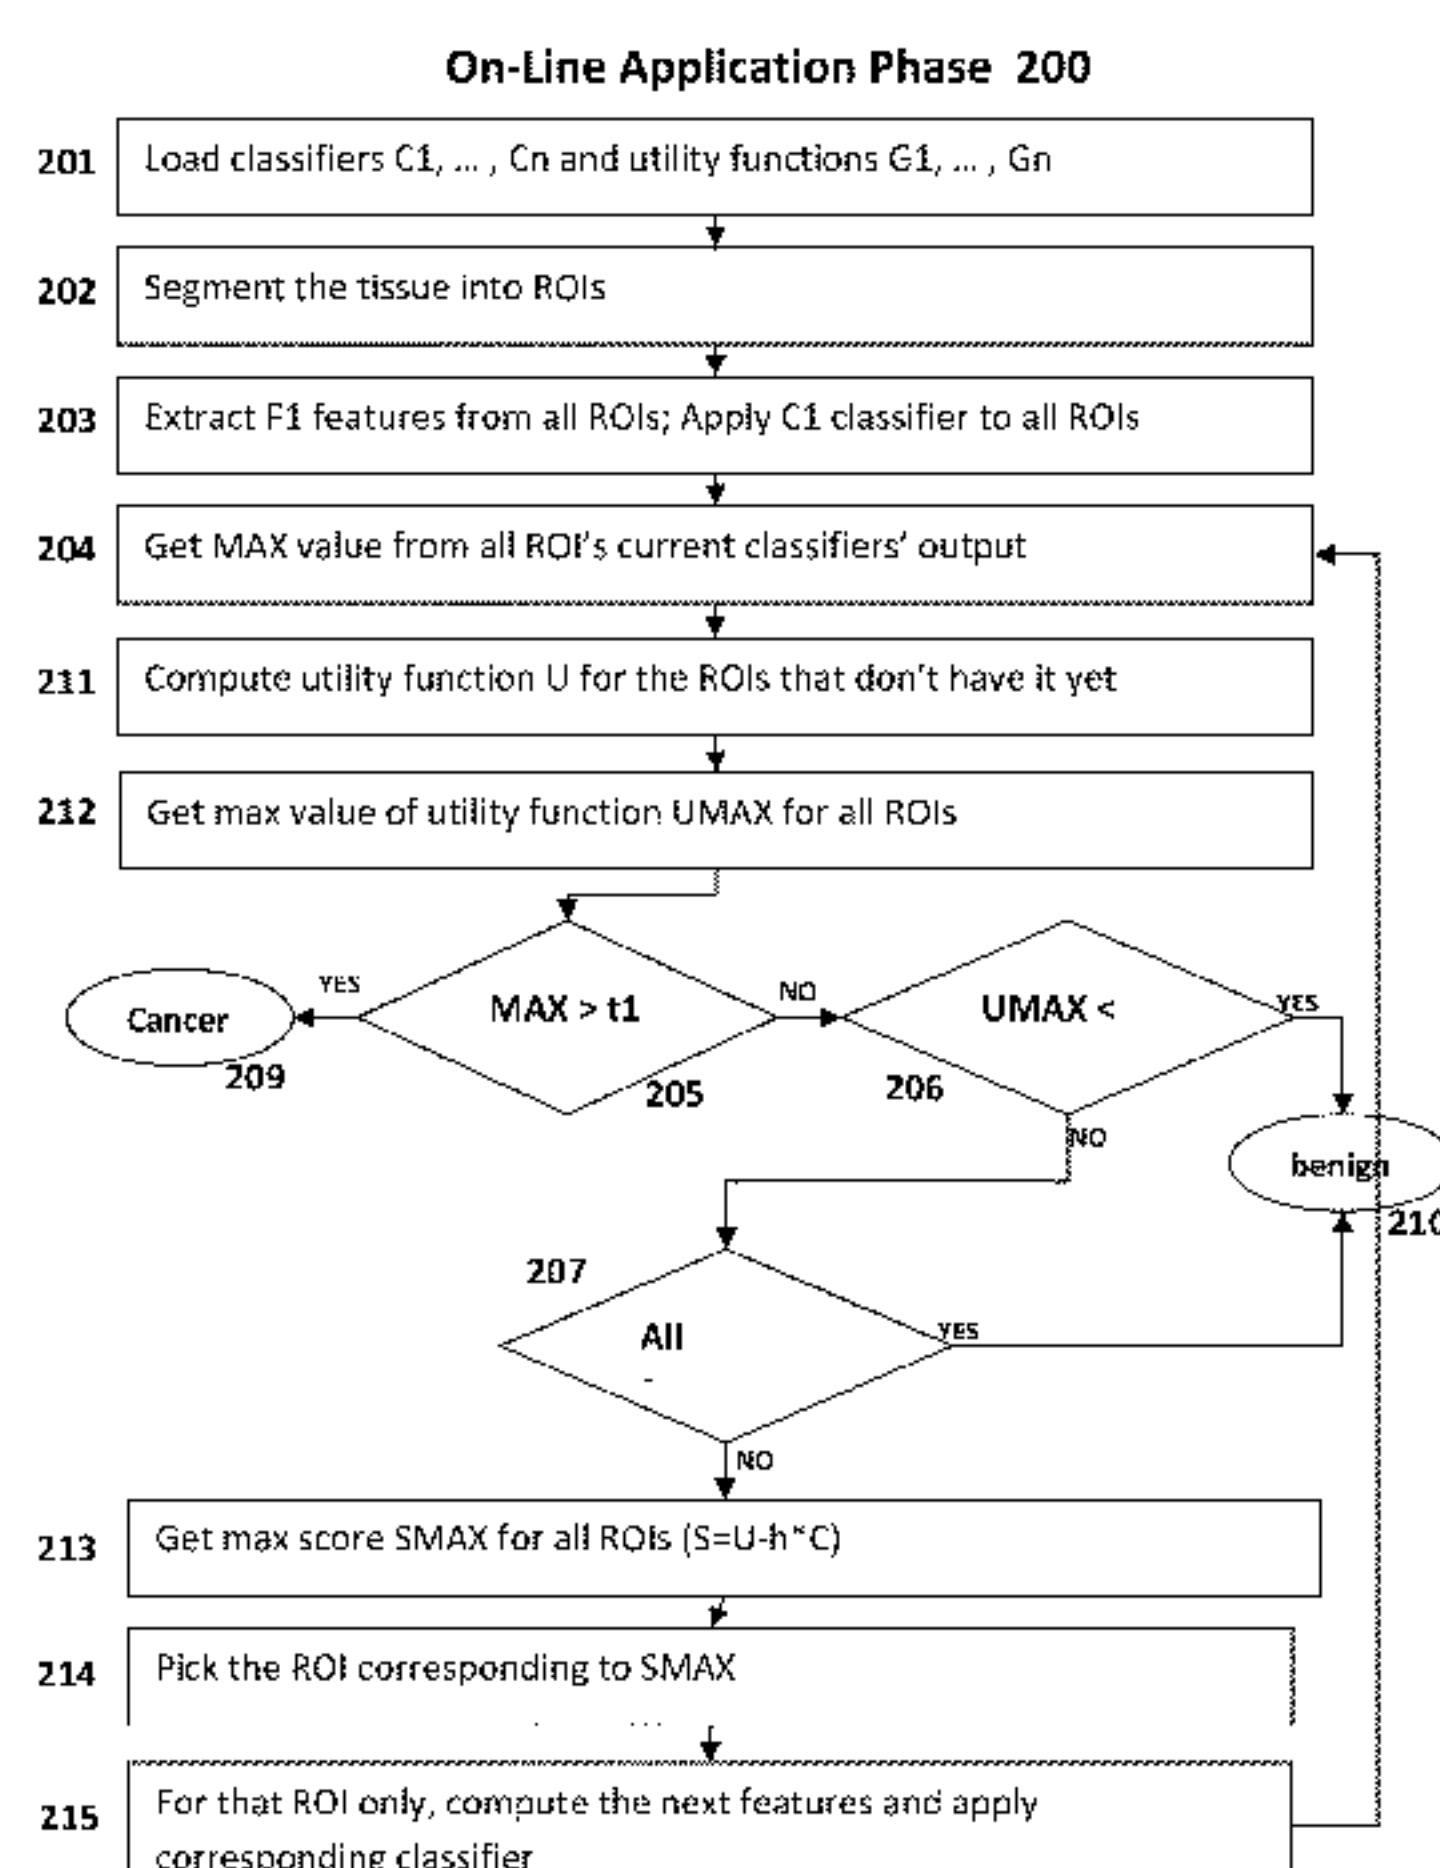 On-Line Application Phase 200
201 Load classifiers C1, ... , Cn and utility functions G1, ... , Gn
202 Segment the tissue into ROIs
203 Extract F1 features from all ROIs; Apply C1 classifier to all ROIs
204 Get MAX value from all ROI's current classifiers' output
211 Compute utility function U for the ROIs that don't have it yet
212 Get max value of utility function UMAX for all ROIs
YES
NO
YES
Cancer
MAX > t1
UMAX <
209
205
206
NO
benign
210
207
All
YES
NO
213 Get max score SMAX for all ROIs (S=U-h*C)
214 Pick the ROI corresponding to SMAX
215 For that ROI only, compute the next features and apply
corresponding classifier